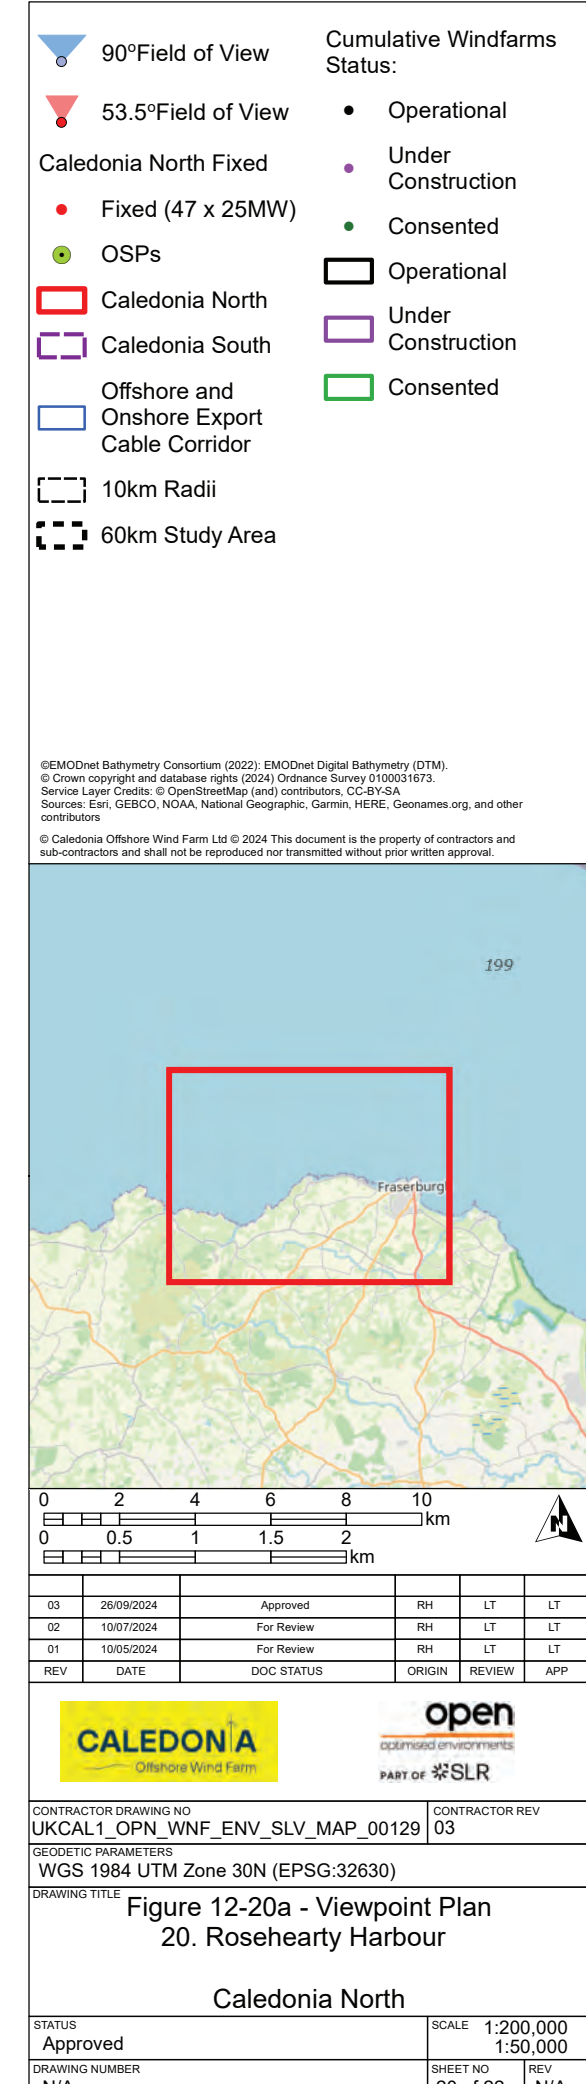 90°Field of View
53.5°Field of View
Caledonia North Fixed
Fixed (47 x 25MW)
OSPs
Caledonia North
Caledonia South
Offshore and
Onshore Export
Cable Corridor
10km Radii
60km Study Area
Cumulative Windfarms
Status:
Operational
Under
Construction
Consented
Operational
Under
Construction
Consented
©EMODnet Bathymetry Consortium (2022): EMODnet Digital Bathymetry (DTM).
© Crown copyright and database rights (2024) Ordnance Survey 0100031673.
Service Layer Credits: © OpenStreetMap (and) contributors, CC-BY-SA
Sources: Esri, GEBCO, NOAA, National Geographic, Garmin, HERE, Geonames.org, and other
contributors
© Caledonia Offshore Wind Farm Ltd © 2024 This document is the property of contractors and
sub-contractors and shall not be reproduced nor transmitted without prior written approval.
199
Fraserburg
0 2 4 6 8 10
km
0 0.5 1 1.5 2
km
N
03 26/09/2024 Approved RH LT LT
02 10/07/2024 For Review RH LT LT
01 10/05/2024 For Review RH LT LT
REV DATE DOC STATUS ORIGIN REVIEW APP
CALEDONIA
Offshore Wind Farm
open
optimised environments
PART OF SLR
CONTRACTOR DRAWING NO
UKCAL1_OPN_WNF_ENV_SLV_MAP_00129
CONTRACTOR REV
03
GEODETIC PARAMETERS
WGS 1984 UTM Zone 30N (EPSG:32630)
DRAWING TITLE
Figure 12-20a - Viewpoint Plan
20. Rosehearty Harbour
Caledonia North
STATUS
Approved
SCALE 1:200,000
1:50,000
DRAWING NUMBER
SHEET NO
REV